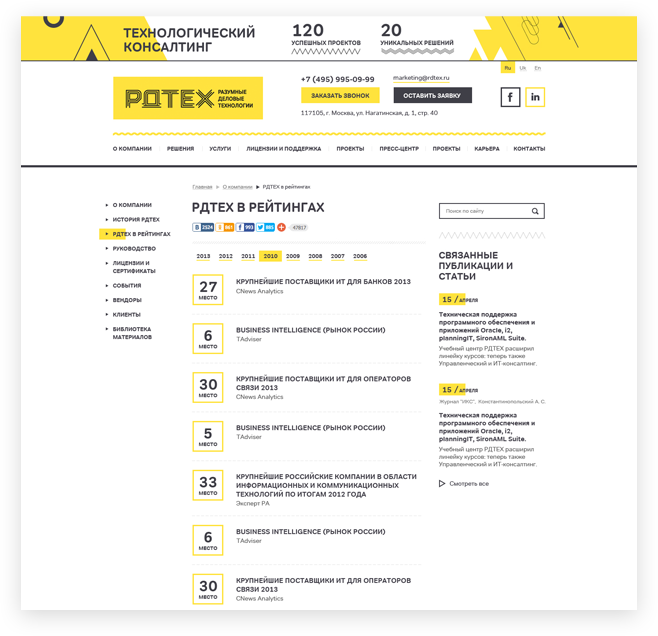 ТЕХНОЛОГИЧЕСКИЙ
КОНСАЛТИНГ
120
УСПЕШНЫХ ПРОЕКТОВ
20
УНИКАЛЬНЫХ РЕШЕНИЙ
Ru Uk En
РДТЕХ
РАЗУМНЫЕ
ДЕЛОВЫЕ
ТЕХНОЛОГИИ
+7 (495) 995-09-99
marketing@rdtex.ru
ЗАКАЗАТЬ ЗВОНОК
ОСТАВИТЬ ЗАЯВКУ
117105, г. Москва, ул. Нагатинская, д. 1, стр. 40
f in
О КОМПАНИИ РЕШЕНИЯ УСЛУГИ ЛИЦЕНЗИИ И ПОДДЕРЖКА ПРОЕКТЫ ПРЕСС-ЦЕНТР ПРОЕКТЫ КАРЬЕРА КОНТАКТЫ
О КОМПАНИИ
ИСТОРИЯ РДТЕХ
РДТЕХ В РЕЙТИНГАХ
РУКОВОДСТВО
ЛИЦЕНЗИИ И
СЕРТИФИКАТЫ
СОБЫТИЯ
ВЕНДОРЫ
КЛИЕНТЫ
БИБЛИОТЕКА
МАТЕРИАЛОВ
Главная О компании РДТЕХ в рейтингах
РДТЕХ В РЕЙТИНГАХ
2524 861 993 885 47817
2013 2012 2011 2010 2009 2008 2007 2006
27
МЕСТО
КРУПНЕЙШИЕ ПОСТАВЩИКИ ИТ ДЛЯ БАНКОВ 2013
CNews Analytics
6
МЕСТО
BUSINESS INTELLIGENCE (РЫНОК РОССИИ)
TAdviser
30
МЕСТО
КРУПНЕЙШИЕ ПОСТАВЩИКИ ИТ ДЛЯ ОПЕРАТОРОВ
СВЯЗИ 2013
CNews Analytics
5
МЕСТО
BUSINESS INTELLIGENCE (РЫНОК РОССИИ)
TAdviser
33
МЕСТО
КРУПНЕЙШИЕ РОССИЙСКИЕ КОМПАНИИ В ОБЛАСТИ
ИНФОРМАЦИОННЫХ И КОММУНИКАЦИОННЫХ
ТЕХНОЛОГИЙ ПО ИТОГАМ 2012 ГОДА
Эксперт РА
6
МЕСТО
BUSINESS INTELLIGENCE (РЫНОК РОССИИ)
TAdviser
30
МЕСТО
КРУПНЕЙШИЕ ПОСТАВЩИКИ ИТ ДЛЯ ОПЕРАТОРОВ
СВЯЗИ 2013
CNews Analytics
Поиск по сайту
СВЯЗАННЫЕ
ПУБЛИКАЦИИ И
СТАТЬИ
15 / АПРЕЛЯ
Техническая поддержка
программного обеспечения и
приложений Oracle, i2,
planningIT, SironAML Suite.
Учебный центр РДТЕХ расширил
линейку курсов: теперь также
Управленческий и ИТ-консалтинг.
15 / АПРЕЛЯ
Журнал "УКС", Константинопольский А. С.
Техническая поддержка
программного обеспечения и
приложений Oracle, i2,
planningIT, SironAML Suite.
Учебный центр РДТЕХ расширил
линейку курсов: теперь также
Управленческий и ИТ-консалтинг.
Смотреть все